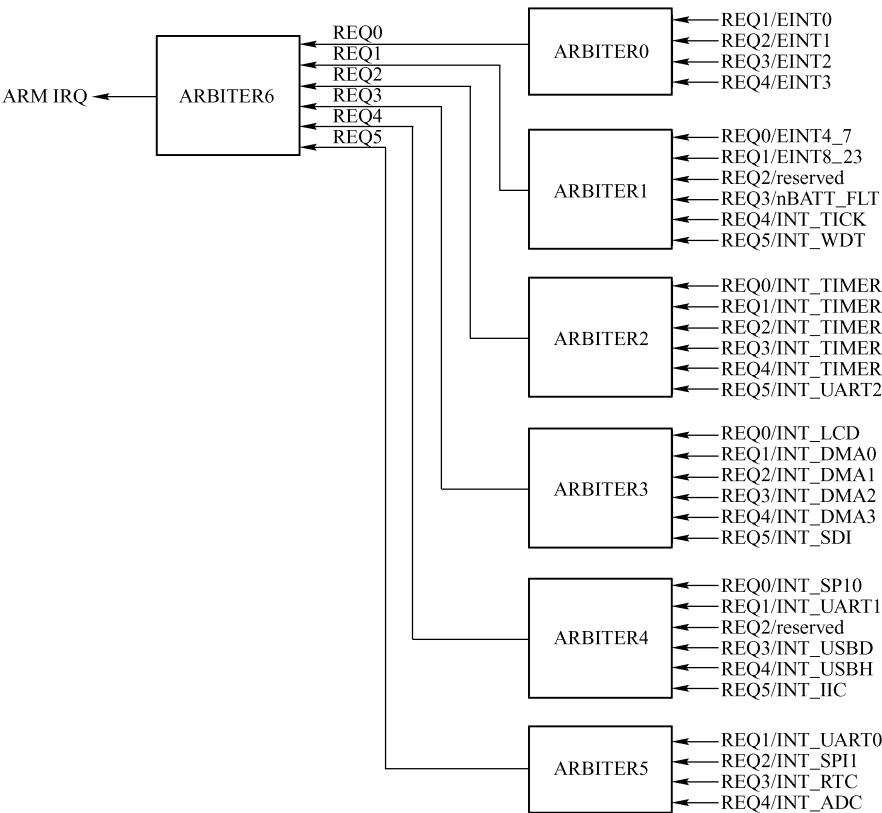 ARM IRQ
ARBITER6
REQ0
REQ1
REQ2
REQ3
REQ4
REQ5
ARBITER0
REQ1/EINT0
REQ2/EINT1
REQ3/EINT2
REQ4/EINT3
ARBITER1
REQ0/EINT4_7
REQ1/EINT8_23
REQ2/reserved
REQ3/nBATT_FLT
REQ4/INT_TICK
REQ5/INT_WDT
ARBITER2
REQ0/INT_TIMER
REQ1/INT_TIMER
REQ2/INT_TIMER
REQ3/INT_TIMER
REQ4/INT_TIMER
REQ5/INT_UART2
ARBITER3
REQ0/INT_LCD
REQ1/INT_DMA0
REQ2/INT_DMA1
REQ3/INT_DMA2
REQ4/INT_DMA3
REQ5/INT_SDI
ARBITER4
REQ0/INT_SP10
REQ1/INT_UART1
REQ2/reserved
REQ3/INT_USBD
REQ4/INT_USBH
REQ5/INT_IIC
ARBITER5
REQ1/INT_UART0
REQ2/INT_SPI1
REQ3/INT_RTC
REQ4/INT_ADC